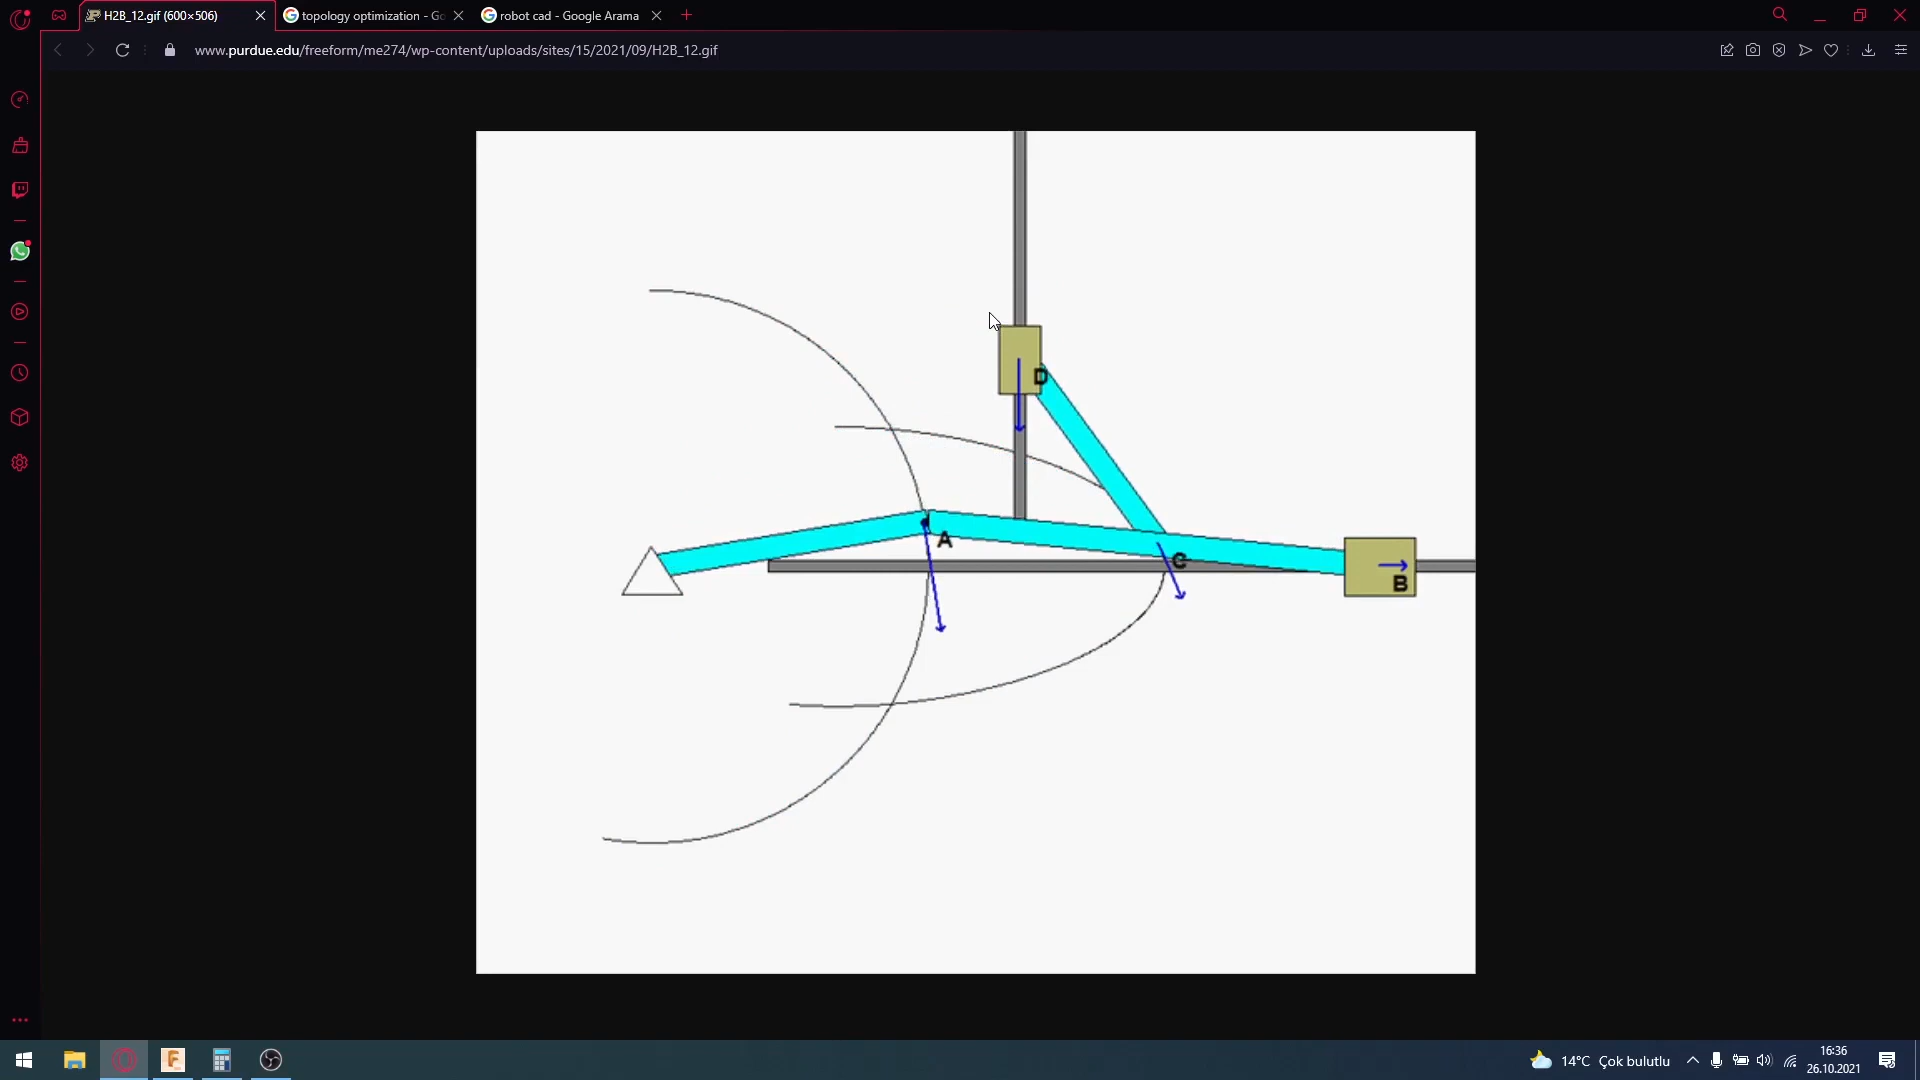 H2B_12.gif (600×506)
topology optimization - Go
robot cad - Google Arama
www.purdue.edu/freeform/me274/wp-content/uploads/sites/15/2021/09/H2B_12.gif
D
A
C
B
14°C Çok bulutlu
16:36
26.10.2021